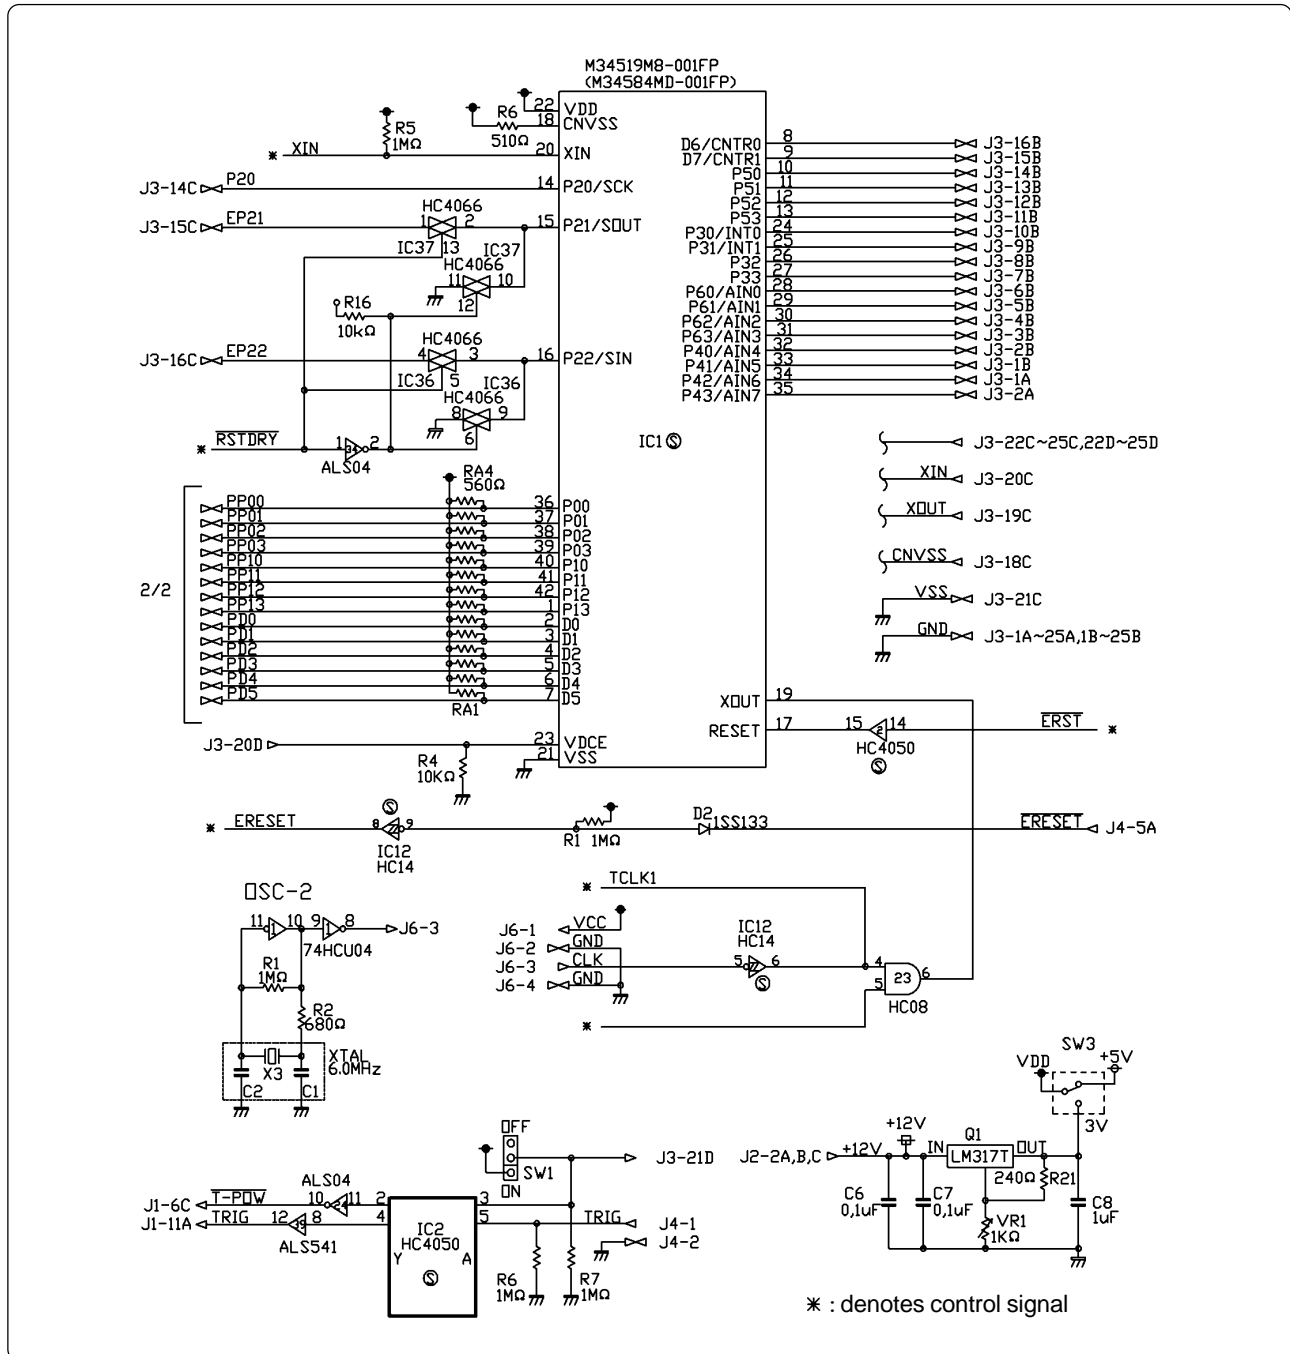 M34519M8-001FP
(M34584MD-001FP)
22 VDD
R6 510Ω 18 CNVSS
R5 1MΩ
* XIN 20 XIN
J3-14C P20 14 P20/SCK
HC4066
J3-15C EP21 1 2 15 P21/SOUT
IC37 13 IC37
HC4066
11 10
12
R16 10kΩ
HC4066
J3-16C EP22 4 3 16 P22/SIN
IC36 5 IC36
HC4066
8 9
6
* RSTDRY 1 34 2
ALS04
IC1 Ⓢ
D6/CNTR0 8 J3-16B
D7/CNTR1 9 J3-15B
P50 10 J3-14B
P51 11 J3-13B
P52 12 J3-12B
P53 13 J3-11B
P30/INT0 24 J3-10B
P31/INT1 25 J3-9B
P32 26 J3-8B
P33 27 J3-7B
P60/AIN0 28 J3-6B
P61/AIN1 29 J3-5B
P62/AIN2 30 J3-4B
P63/AIN3 31 J3-3B
P40/AIN4 32 J3-2B
P41/AIN5 33 J3-1B
P42/AIN6 34 J3-1A
P43/AIN7 35 J3-2A
J3-22C~25C,22D~25D
XIN J3-20C
XOUT J3-19C
CNVSS J3-18C
VSS J3-21C
GND J3-1A~25A,1B~25B
RA4
560Ω
2/2
PP00 36 P00
PP01 37 P01
PP02 38 P02
PP03 39 P03
PP10 40 P10
PP11 41 P11
PP12 42 P12
PP13 1 P13
PD0 2 D0
PD1 3 D1
PD2 4 D2
PD3 5 D3
PD4 6 D4
PD5 7 D5
RA1
XOUT 19
RESET 17 15 2 14 ERST *
HC4050
Ⓢ
J3-20D 23 VDCE
21 VSS
R4
10KΩ
Ⓢ
* ERESET 8 9 R1 1MΩ D2 1SS133 ERESET J4-5A
IC12
HC14
OSC-2
11 1 10 9 1 8 J6-3
74HCU04
R1
1MΩ
R2
680Ω
XTAL
6.0MHz
X3
C2 C1
* TCLK1
J6-1 VCC
J6-2 GND
J6-3 CLK
J6-4 GND
IC12
HC14
5 6
Ⓢ
4
5
23 6
HC08
*
SW3
VDD +5V
3V
+12V
J2-2A,B,C +12V IN Q1 OUT
LM317T
240Ω R21
C6
0,1uF
C7
0,1uF
VR1
1KΩ
C8
1uF
OFF
SW1
ON
J3-21D
ALS04
J1-6C T-POW 10 24 11 2 3
J1-11A TRIG 12 39 8 4 5 TRIG J4-1
ALS541
IC2
HC4050
Y A
Ⓢ
J4-2
R6
1MΩ
R7
1MΩ
* : denotes control signal